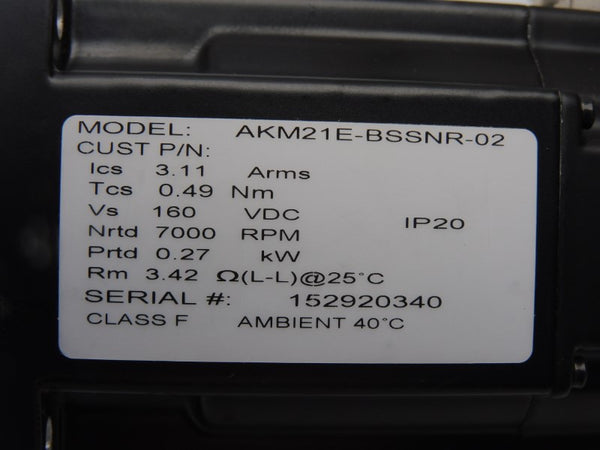 MODEL: AKM21E-BSSNR-02
CUST P/N:
Ics 3.11 Arms
Tcs 0.49 Nm
Vs 160 VDC IP20
Nrtd 7000 RPM
Prtd 0.27 kW
Rm 3.42 Ω(L-L)@25°C
SERIAL #: 152920340
CLASS F AMBIENT 40°C